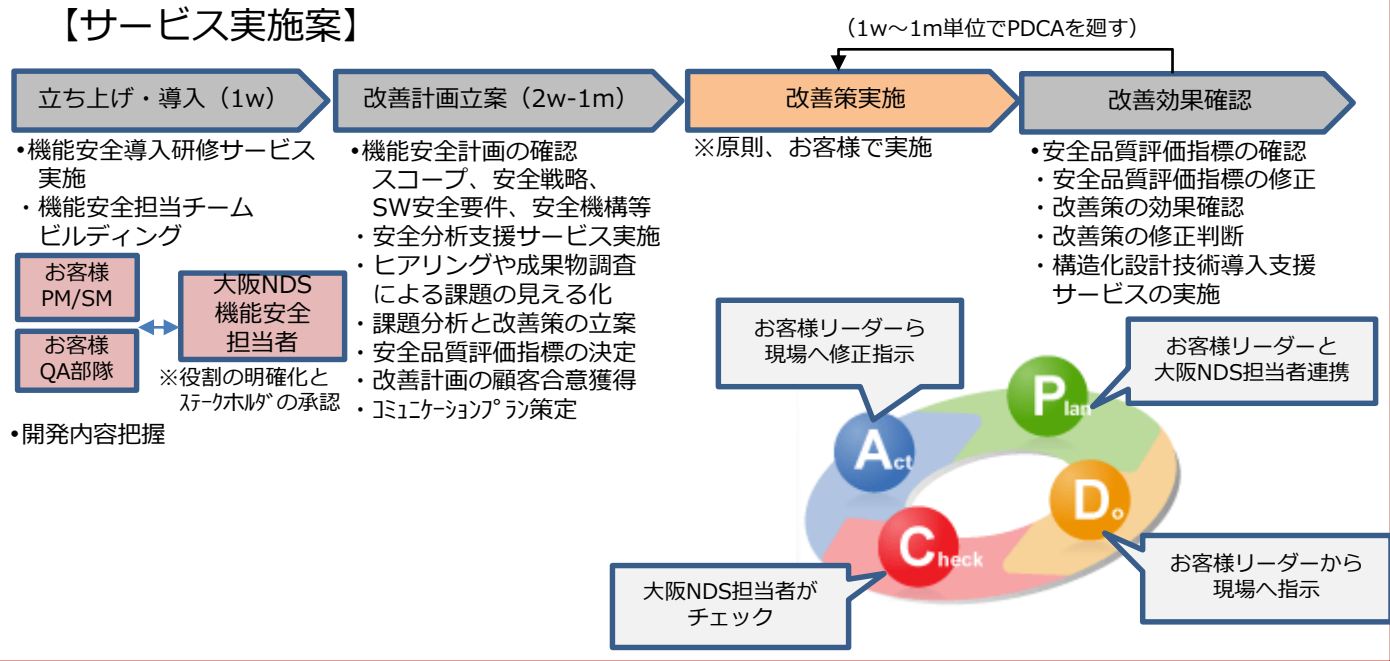 【サービス実施案】
（1w～1m単位でPDCAを廻す）
立ち上げ・導入（1w）
改善計画立案（2w-1m）
改善策実施
改善効果確認
•機能安全導入研修サービス
実施
・機能安全担当チーム
ビルディング
お客様
PM/SM
お客様
QA部隊
大阪NDS
機能安全
担当者
※役割の明確化と
ｽﾃｰｸﾎﾙﾀﾞの承認
•開発内容把握
•機能安全計画の確認
スコープ、安全戦略、
SW安全要件、安全機構等
・安全分析支援サービス実施
・ヒアリングや成果物調査
による課題の見える化
・課題分析と改善策の立案
・安全品質評価指標の決定
・改善計画の顧客合意獲得
・ｺﾐｭﾆｹｰｼｮﾝﾌﾟﾗﾝ策定
※原則、お客様で実施
•安全品質評価指標の確認
・安全品質評価指標の修正
・改善策の効果確認
・改善策の修正判断
・構造化設計技術導入支援
サービスの実施
お客様リーダーら
現場へ修正指示
お客様リーダーと
大阪NDS担当者連携
Plan
Act
Do
Check
大阪NDS担当者が
チェック
お客様リーダーから
現場へ指示